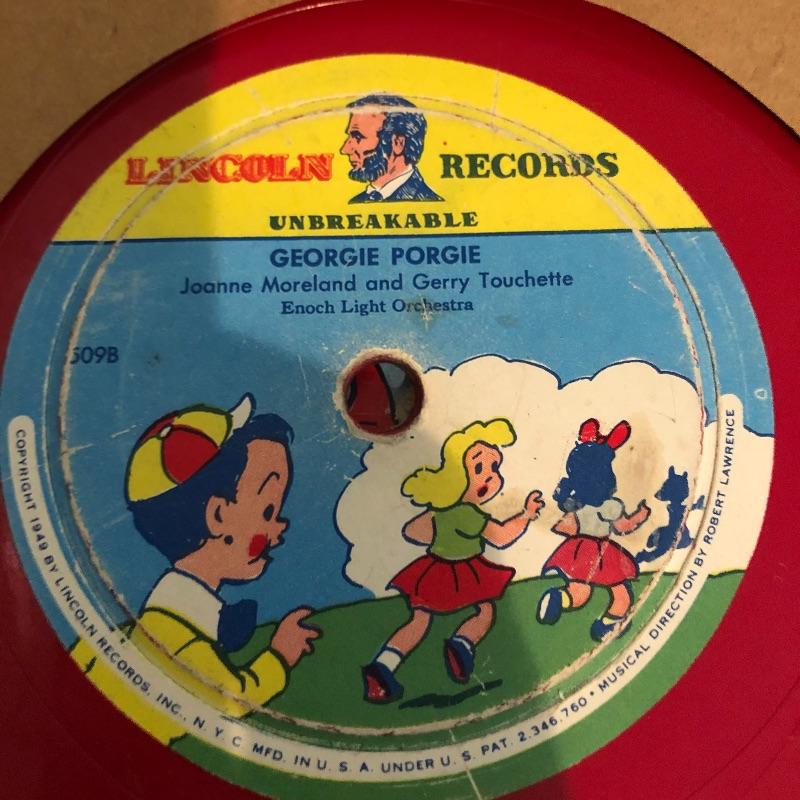 LINCOLN RECORDS
UNBREAKABLE
GEORGIE PORGIE
Joanne Moreland and Gerry Touchette
Enoch Light Orchestra
509B
COPYRIGHT 1949 BY LINCOLN RECORDS, INC., N. Y. C. MFD. IN U. S. A. UNDER U. S. PAT. 2,346,760 • MUSICAL DIRECTION BY ROBERT LAWRENCE